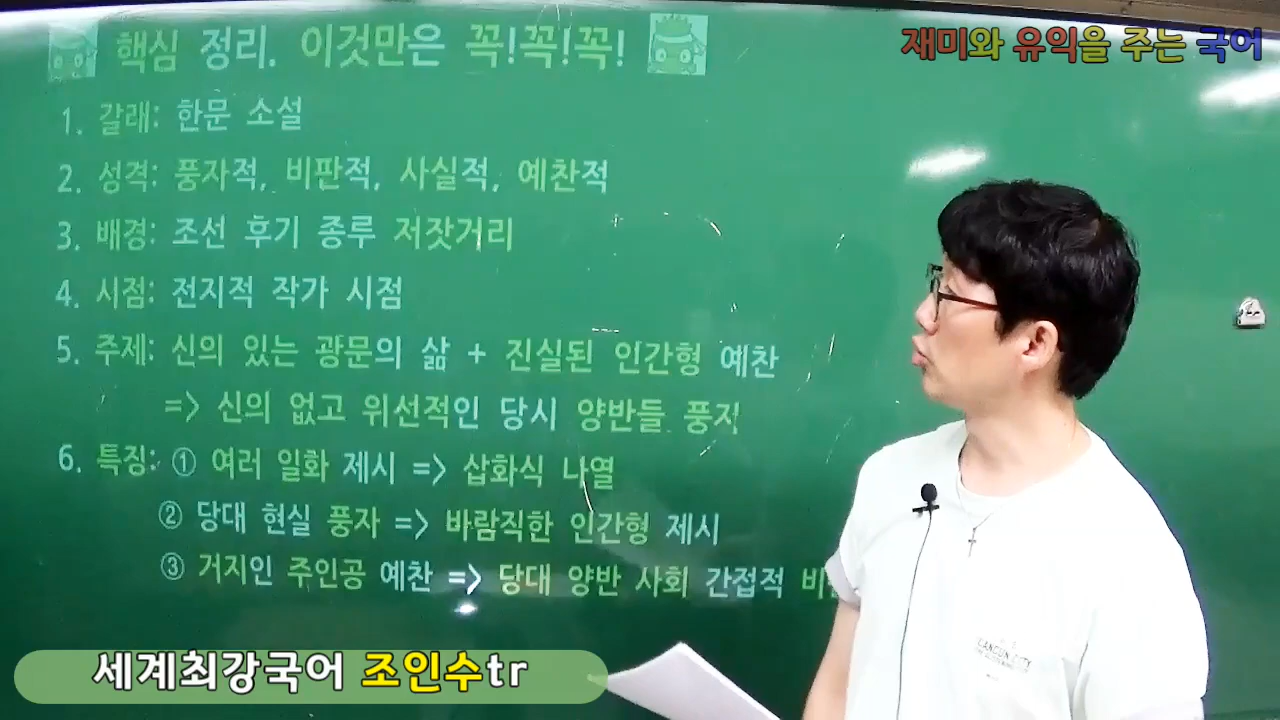 핵심 정리. 이것만은 꼭!꼭!꼭!
재미와 유익을 주는 국어
1. 갈래: 한문 소설
2. 성격: 풍자적, 비판적, 사실적, 예찬적
3. 배경: 조선 후기 종루 저잣거리
4. 시점: 전지적 작가 시점
5. 주제: 신의 있는 광문의 삶 + 진실된 인간형 예찬
=> 신의 없고 위선적인 당시 양반들 풍자
6. 특징: ① 여러 일화 제시 => 삽화식 나열
② 당대 현실 풍자 => 바람직한 인간형 제시
③ 거지인 주인공 예찬 => 당대 양반 사회 간접적
CANCUN CITY
세계최강국어 조인수tr